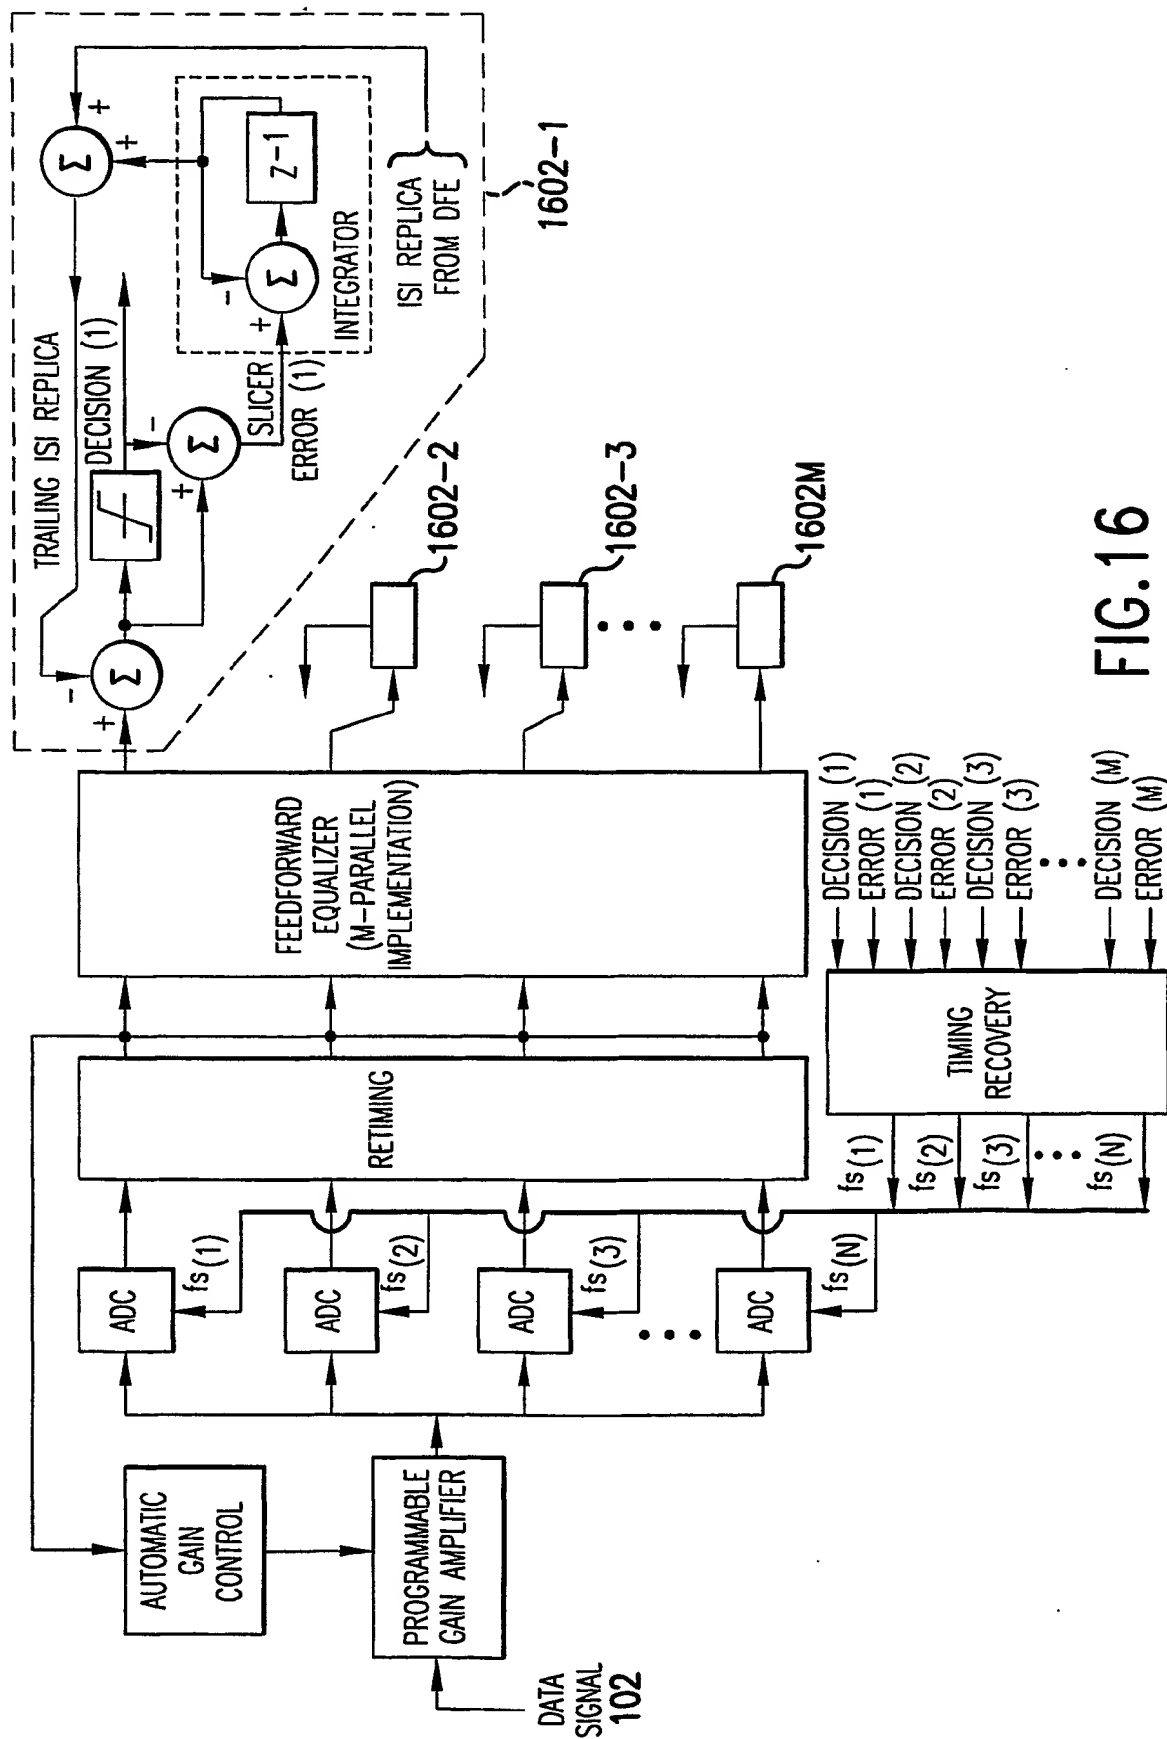 DATA
SIGNAL
102
AUTOMATIC
GAIN
CONTROL
PROGRAMMABLE
GAIN AMPLIFIER
ADC
fs(1)
ADC
fs(2)
ADC
fs(3)
ADC
fs(N)
RETIMING
FEEDFORWARD
EQUALIZER
(M-PARALLEL
IMPLEMENTATION)
TIMING
RECOVERY
fs(1)
fs(2)
fs(3)
fs(N)
DECISION (1)
ERROR (1)
DECISION (2)
ERROR (2)
DECISION (3)
ERROR (3)
DECISION (M)
ERROR (M)
+
-
Σ
TRAILING ISI REPLICA
DECISION (1)
+
-
Σ
SLICER
ERROR (1)
+
-
Σ
Z-1
INTEGRATOR
Σ
+
+
ISI REPLICA
FROM DFE
1602-1
1602-2
1602-3
1602M
FIG.16